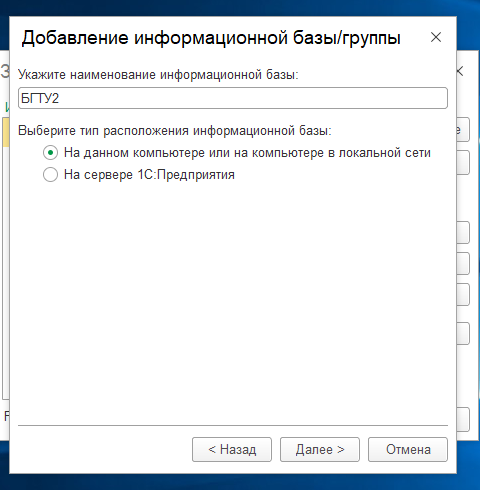 Добавление информационной базы/группы
Укажите наименование информационной базы:
БГТУ2
Выберите тип расположения информационной базы:
На данном компьютере или на компьютере в локальной сети
На сервере 1С:Предприятия
< Назад
Далее >
Отмена